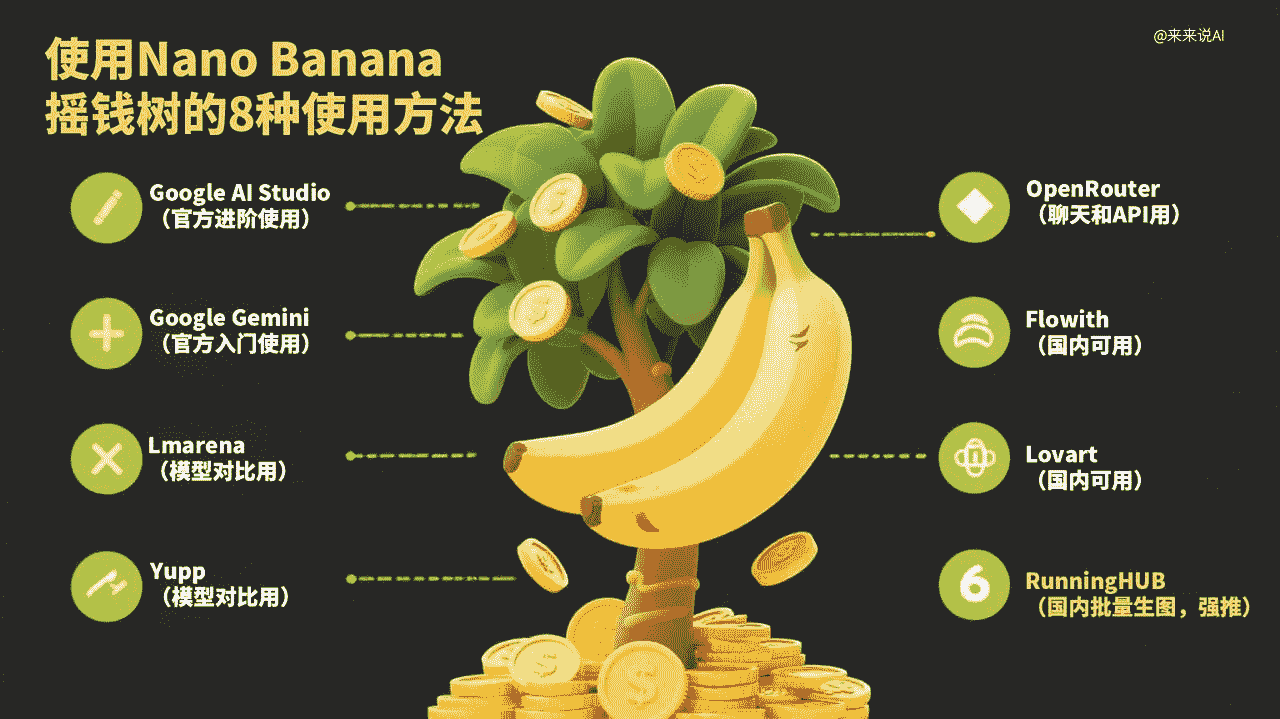 使用Nano Banana
摇钱树的8种使用方法
@来来说AI
Google AI Studio
（官方进阶使用）
Google Gemini
（官方入门使用）
Lmarena
（模型对比用）
Yupp
（模型对比用）
OpenRouter
（聊天和API用）
Flowith
（国内可用）
Lovart
（国内可用）
6
RunningHUB
（国内批量生图，强推）